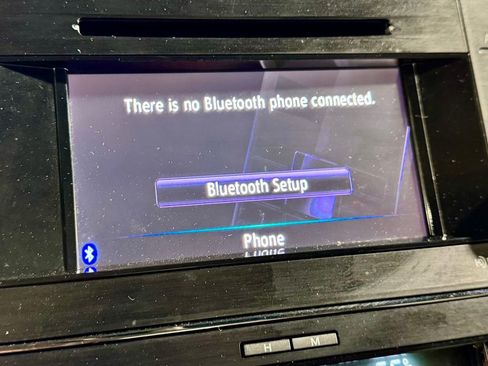 There is no Bluetooth phone connected.
Bluetooth Setup
Phone
H M